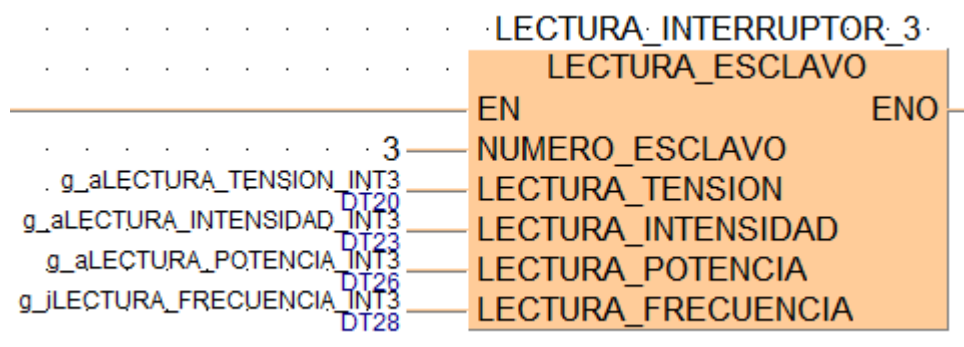 LECTURA_INTERRUPTOR_3
LECTURA_ESCLAVO
EN ENO
3 NUMERO_ESCLAVO
g_aLECTURA_TENSION_INT3 LECTURA_TENSION
DT20
g_aLECTURA_INTENSIDAD_INT3 LECTURA_INTENSIDAD
DT23
g_aLECTURA_POTENCIA_INT3 LECTURA_POTENCIA
DT26
g_iLECTURA_FRECUENCIA_INT3 LECTURA_FRECUENCIA
DT28